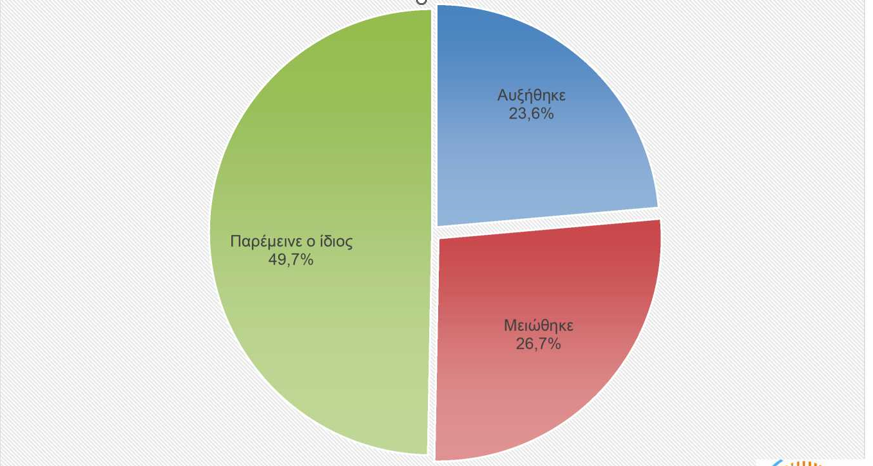 Αυξήθηκε
23,6%
Παρέμεινε ο ίδιος
49,7%
Μειώθηκε
26,7%